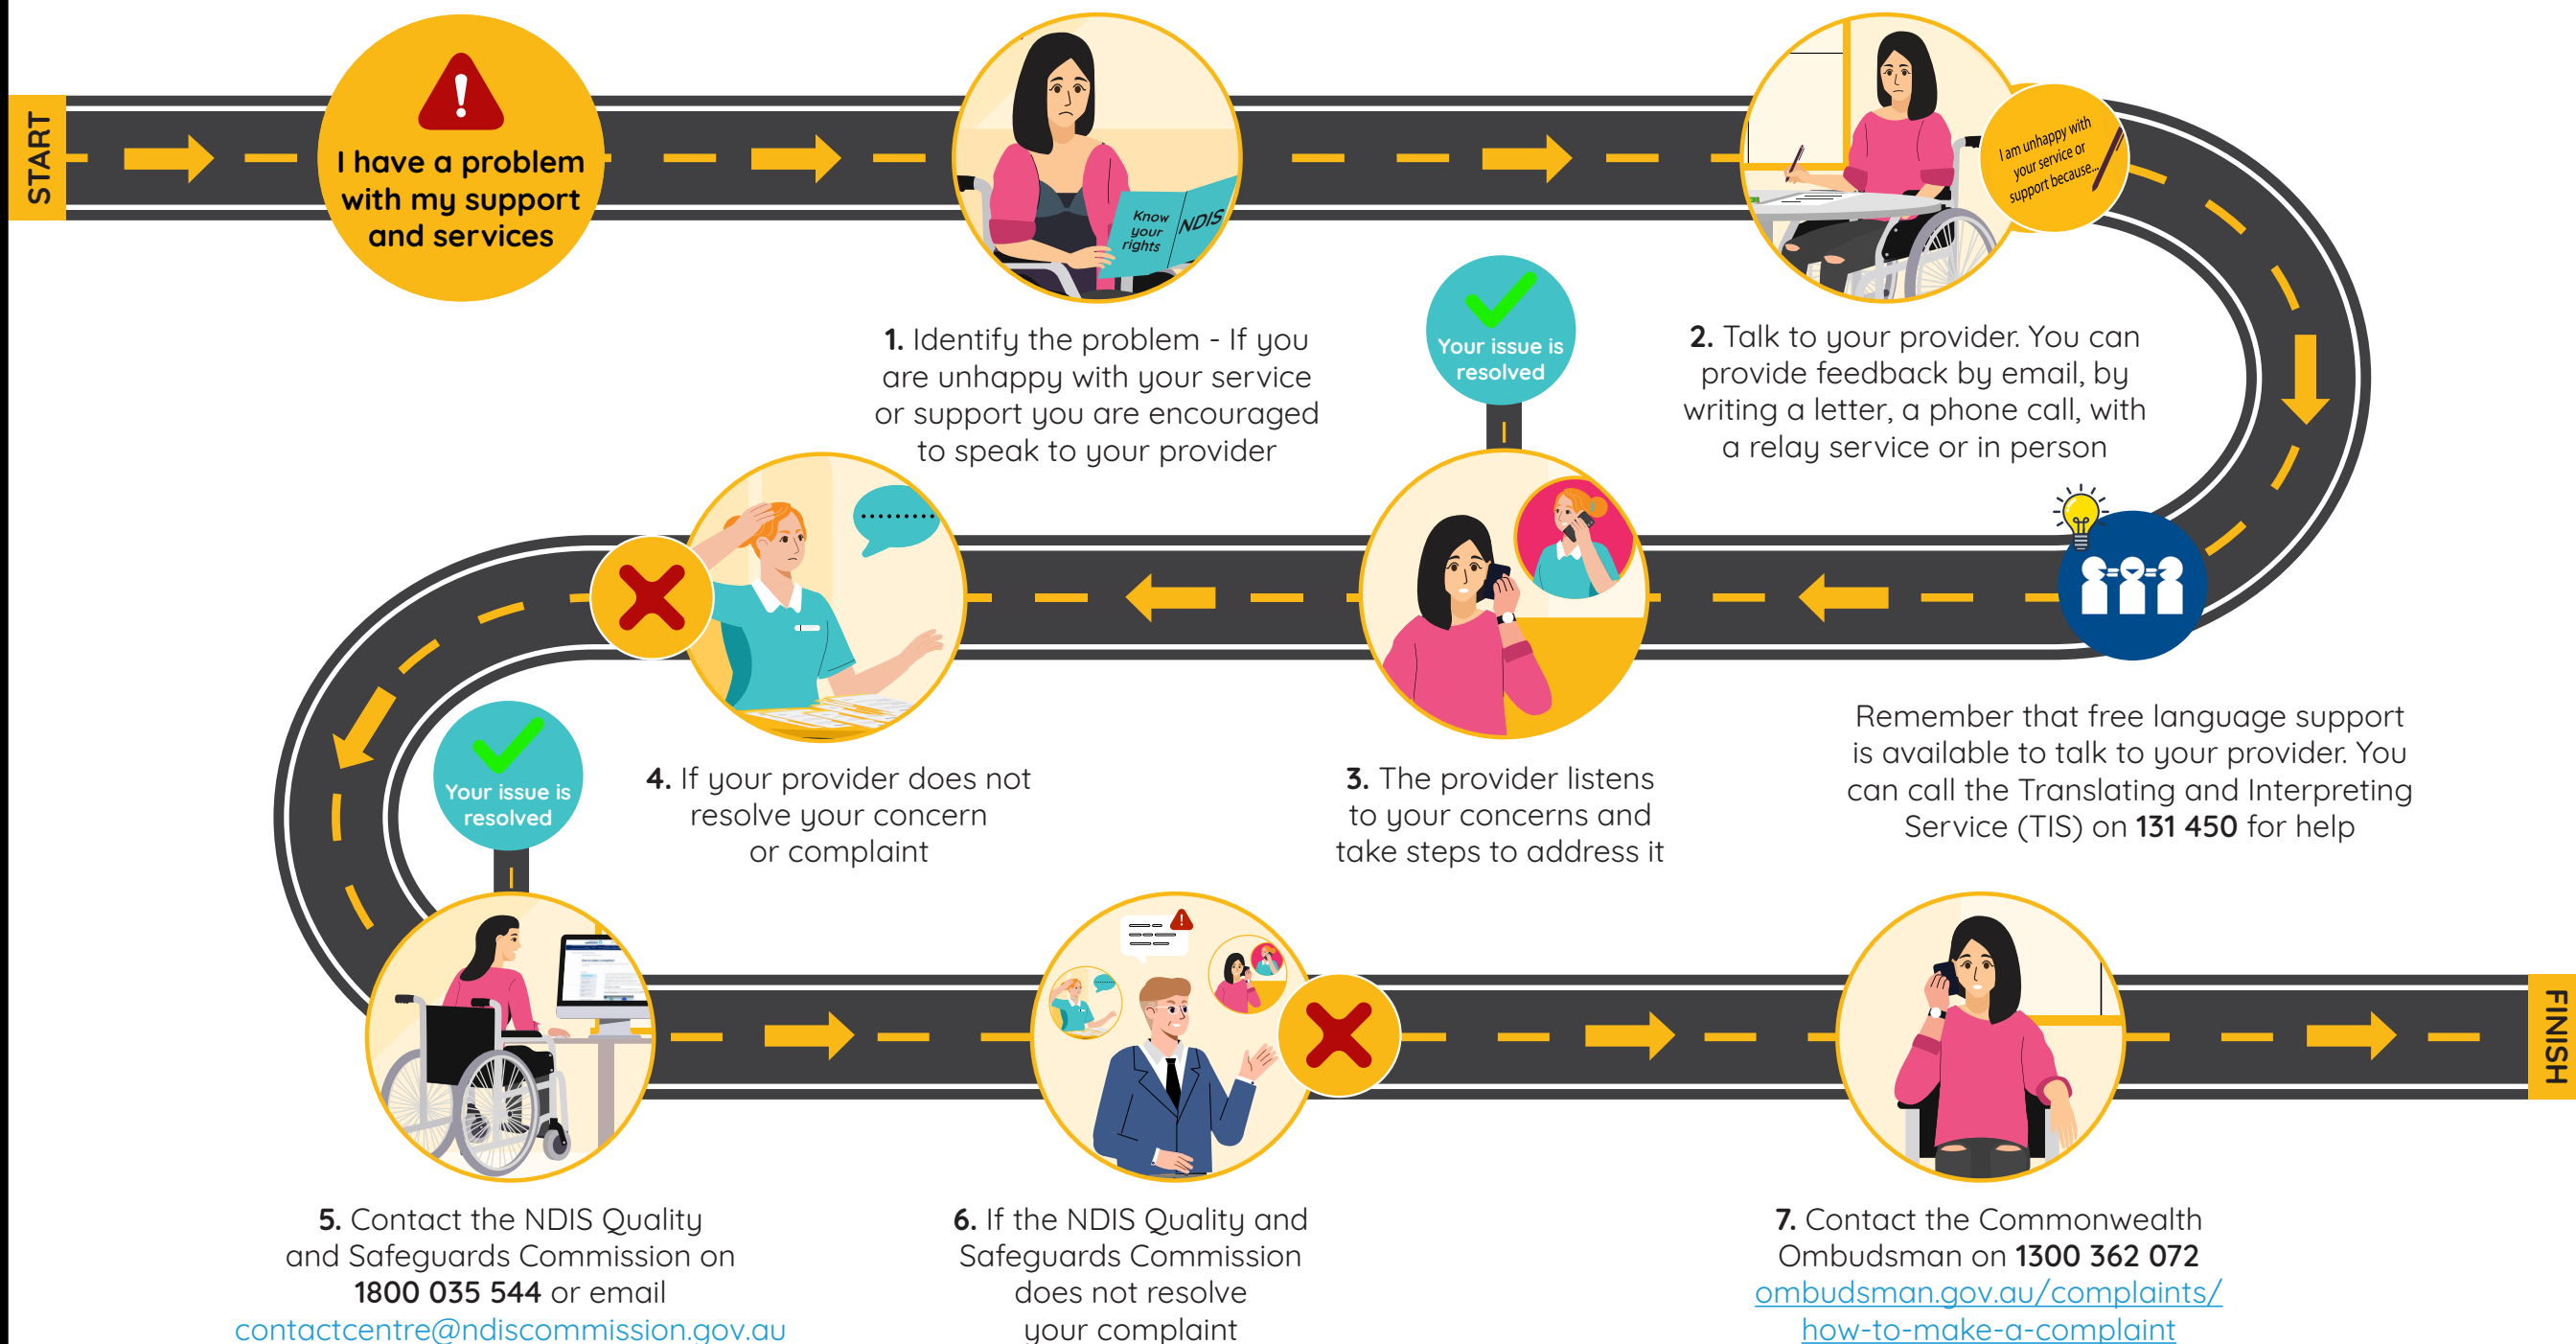 START
I have a problem
with my support
and services
Know
your
rights
NDIS
I am unhappy with
your service or
support because...
1. Identify the problem - If you
are unhappy with your service
or support you are encouraged
to speak to your provider
2. Talk to your provider. You can
provide feedback by email, by
writing a letter, a phone call, with
a relay service or in person
Remember that free language support
is available to talk to your provider. You
can call the Translating and Interpreting
Service (TIS) on 131 450 for help
Your issue is
resolved
3. The provider listens
to your concerns and
take steps to address it
4. If your provider does not
resolve your concern
or complaint
Your issue is
resolved
5. Contact the NDIS Quality
and Safeguards Commission on
1800 035 544 or email
contactcentre@ndiscommission.gov.au
6. If the NDIS Quality and
Safeguards Commission
does not resolve
your complaint
7. Contact the Commonwealth
Ombudsman on 1300 362 072
ombudsman.gov.au/complaints/
how-to-make-a-complaint
FINISH